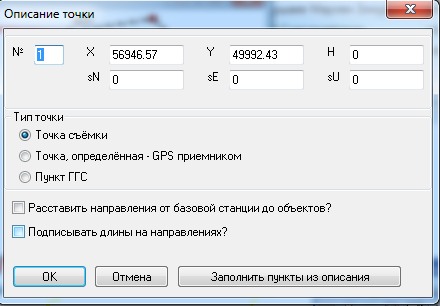 Описание точки
№ 1 X 56946.57 Y 49992.43 H 0
sN 0 sE 0 sU 0
Тип точки
Точка съёмки
Точка, определённая - GPS приемником
Пункт ГГС
Расставить направления от базовой станции до объектов?
Подписывать длины на направлениях?
ОК Отмена Заполнить пункты из описания